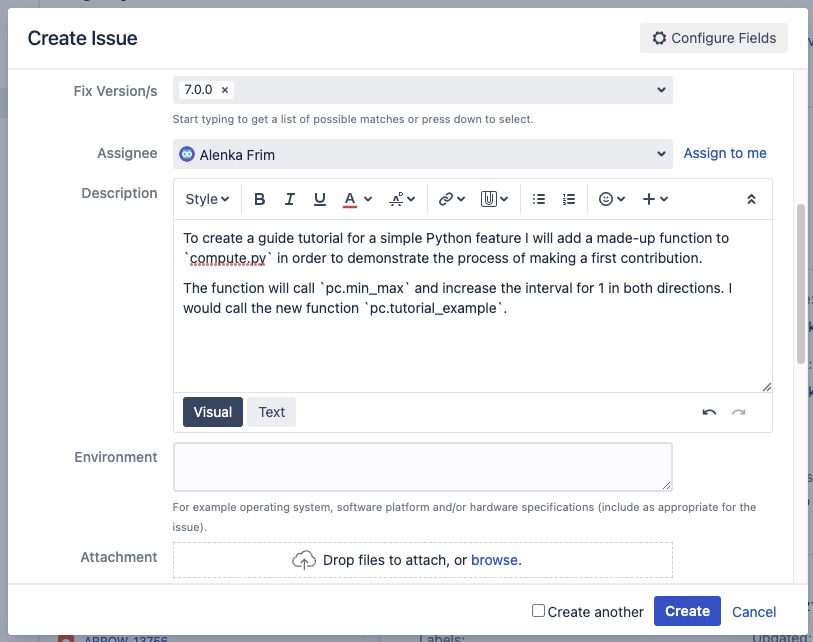 Create Issue
Configure Fields
Fix Version/s
7.0.0 ×
Start typing to get a list of possible matches or press down to select.
Assignee
Alenka Frim
Assign to me
Description
Style
B I U A
To create a guide tutorial for a simple Python feature I will add a made-up function to
`compute.py` in order to demonstrate the process of making a first contribution.
The function will call `pc.min_max` and increase the interval for 1 in both directions. I
would call the new function `pc.tutorial_example`.
Visual
Text
Environment
For example operating system, software platform and/or hardware specifications (include as appropriate for the
issue).
Attachment
Drop files to attach, or browse.
Create another
Create
Cancel
ARROW-13756
Labels: